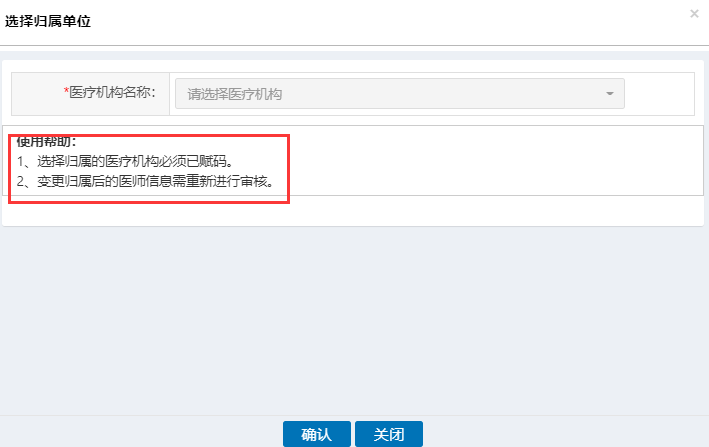 选择归属单位
×
*医疗机构名称：
请选择医疗机构
使用帮助：
1、选择归属的医疗机构必须已赋码。
2、变更归属后的医师信息需重新进行审核。
确认
关闭